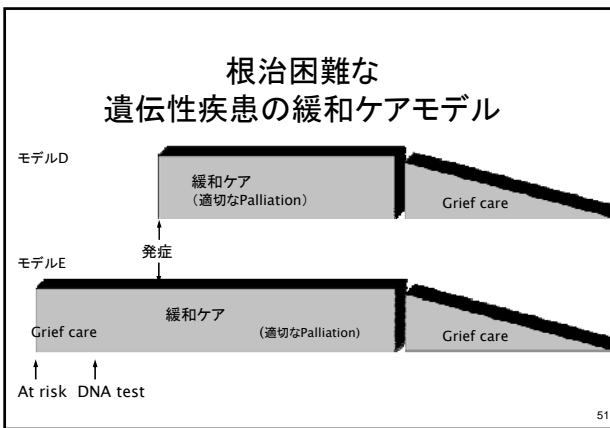 根治困難な
遺伝性疾患の緩和ケアモデル
モデルD
緩和ケア
（適切なPalliation）
Grief care
発症
モデルE
緩和ケア
Grief care
(適切なPalliation)
Grief care
At risk DNA test
51